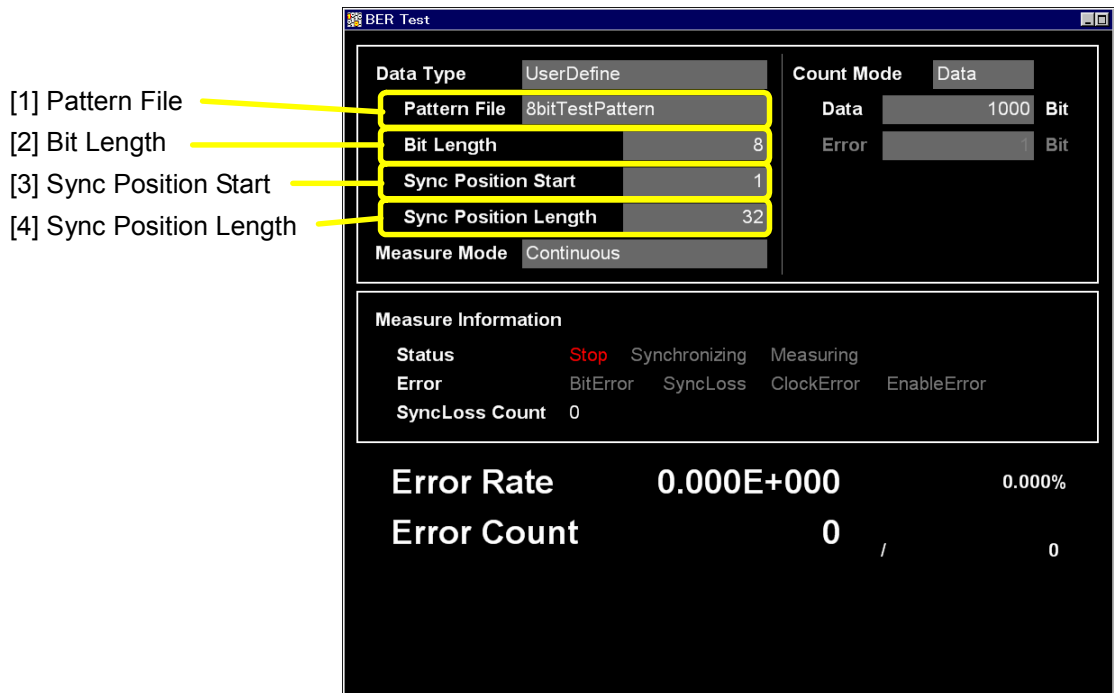 BER Test
Data Type UserDefine Count Mode Data
[1] Pattern File Pattern File 8bitTestPattern Data 1000 Bit
[2] Bit Length Bit Length 8 Error 1 Bit
[3] Sync Position Start Sync Position Start 1
[4] Sync Position Length Sync Position Length 32
Measure Mode Continuous
Measure Information
Status Stop Synchronizing Measuring
Error BitError SyncLoss ClockError EnableError
SyncLoss Count 0
Error Rate 0.000E+000 0.000%
Error Count 0 / 0